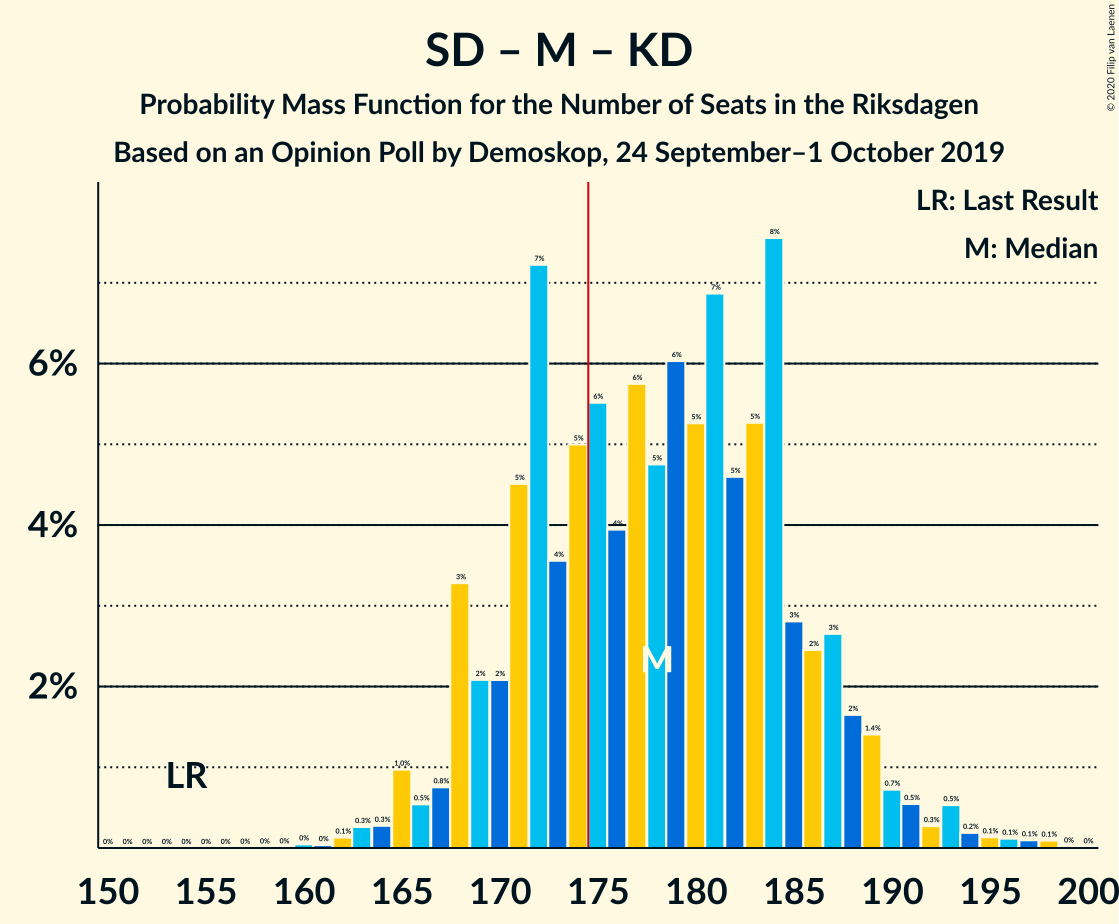 SD – M – KD
Probability Mass Function for the Number of Seats in the Riksdagen
Based on an Opinion Poll by Demoskop, 24 September–1 October 2019
© 2020 Filip van Laenen
LR: Last Result
M: Median
6%
4%
2%
0% 0% 0% 0% 0% 0% 0% 0% 0% 0% 0% 0% 0.1% 0.3% 0.3% 1.0% 0.5% 0.8% 3% 2% 2% 5% 7% 4% 5% 6% 4% 6% 5% 6% 5% 7% 5% 5% 8% 3% 2% 3% 2% 1.4% 0.7% 0.5% 0.3% 0.5% 0.2% 0.1% 0.1% 0.1% 0.1% 0% 0%
LR
M
150 155 160 165 170 175 180 185 190 195 200